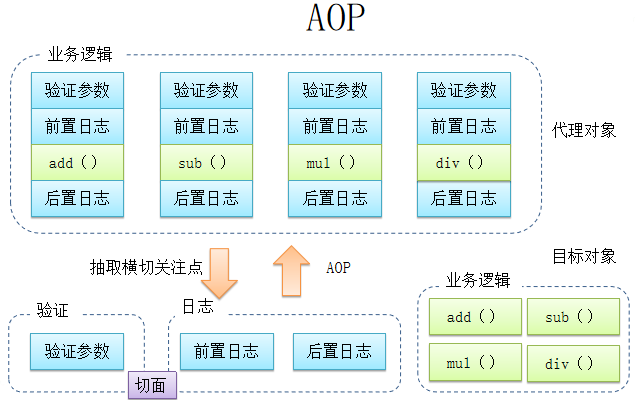 AOP
业务逻辑
验证参数 验证参数 验证参数 验证参数
前置日志 前置日志 前置日志 前置日志
代理对象
add（） sub（） mul（） div（）
后置日志 后置日志 后置日志 后置日志
抽取横切关注点 AOP
目标对象
验证 日志 业务逻辑
add（） sub（）
验证参数 前置日志 后置日志
mul（） div（）
切面